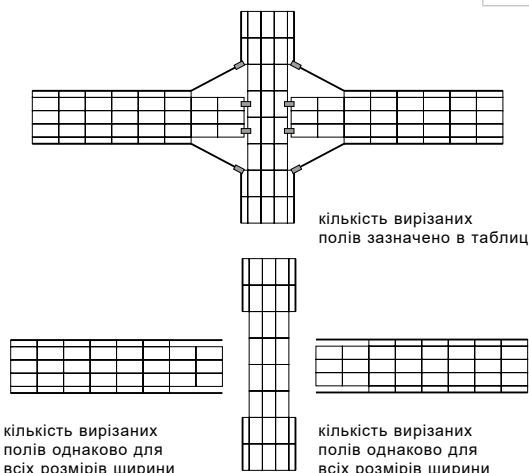 кількість вирізаних
полів зазначено в таблиц
кількість вирізаних
полів однаково для
всіх розмірів ширини
кількість вирізаних
полів однаково для
всіх розмірів ширини